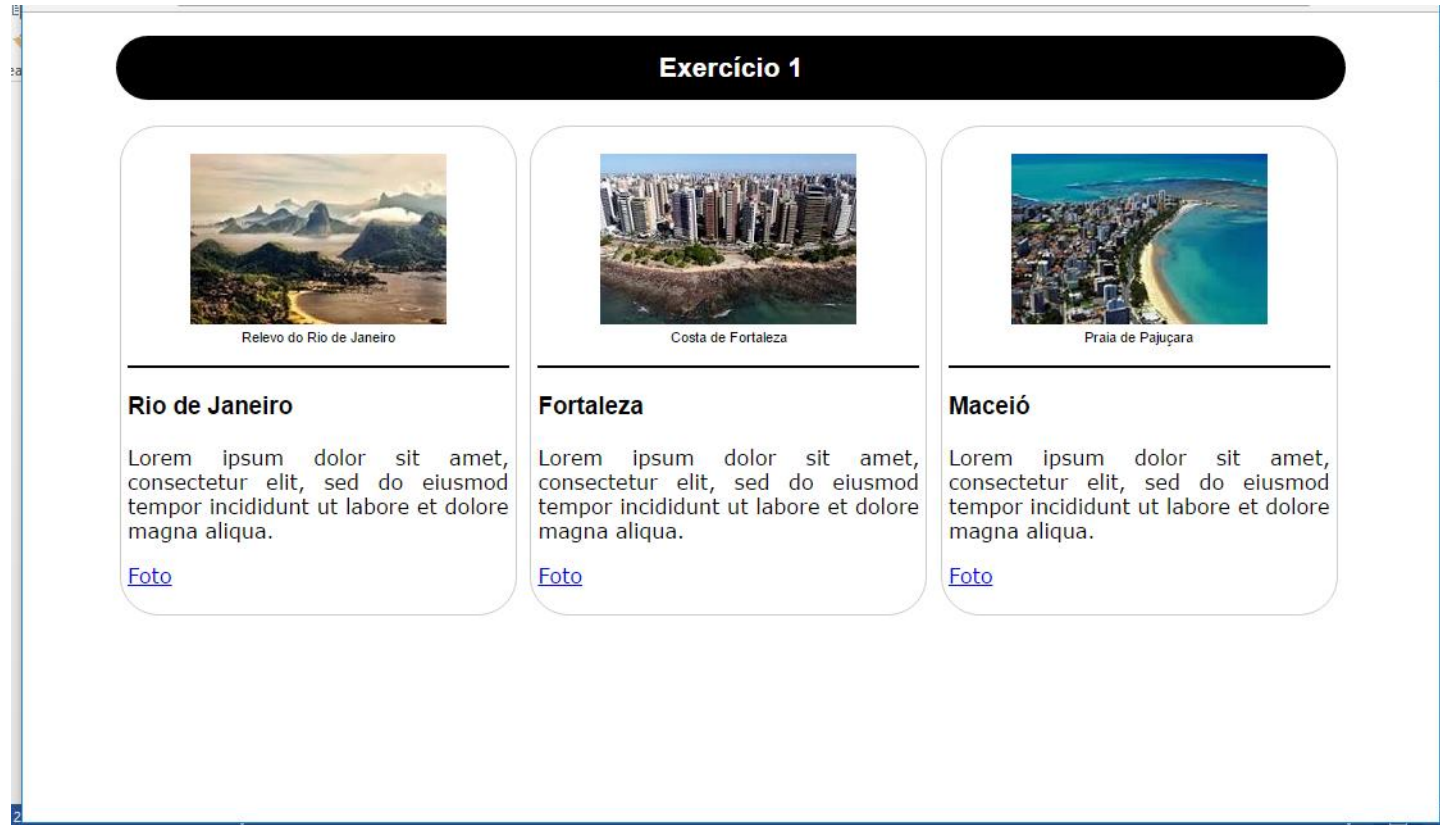 Exercício 1
Relevo do Rio de Janeiro
Costa de Fortaleza
Praia de Pajuçara
Rio de Janeiro
Lorem ipsum dolor sit amet,
consectetur elit, sed do eiusmod
tempor incididunt ut labore et dolore
magna aliqua.
Foto
Fortaleza
Lorem ipsum dolor sit amet,
consectetur elit, sed do eiusmod
tempor incididunt ut labore et dolore
magna aliqua.
Foto
Maceió
Lorem ipsum dolor sit amet,
consectetur elit, sed do eiusmod
tempor incididunt ut labore et dolore
magna aliqua.
Foto